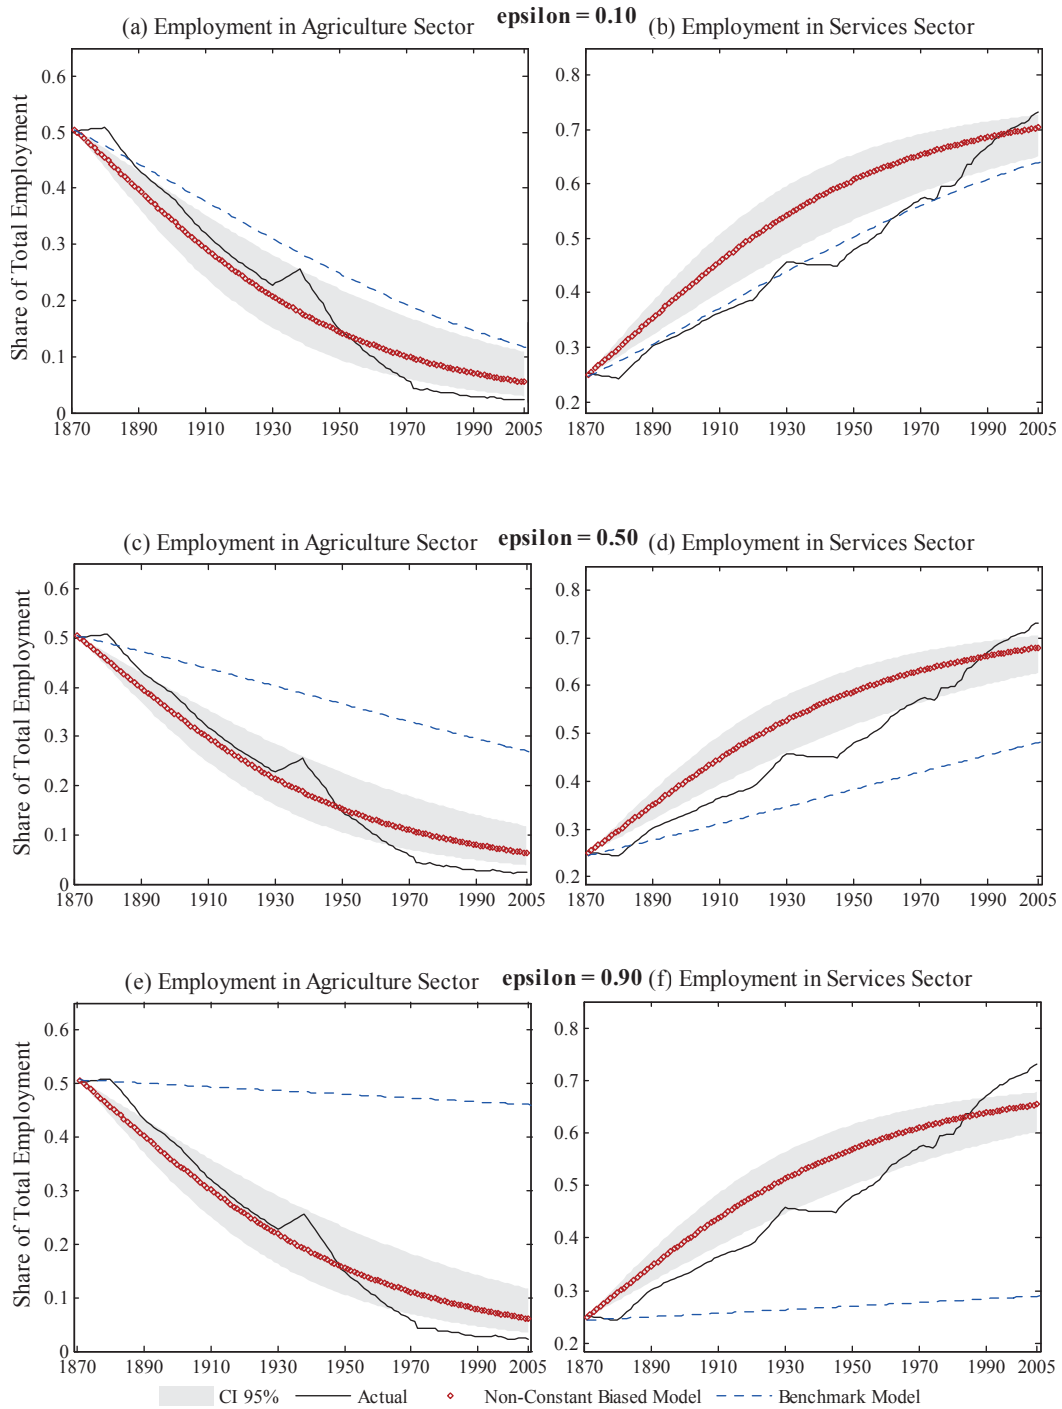 epsilon = 0.10
(a) Employment in Agriculture Sector
(b) Employment in Services Sector
Share of Total Employment
0.6
0.5
0.4
0.3
0.2
0.1
0
1870 1890 1910 1930 1950 1970 1990 2005
0.8
0.7
0.6
0.5
0.4
0.3
0.2
1870 1890 1910 1930 1950 1970 1990 2005
(c) Employment in Agriculture Sector
epsilon = 0.50
(d) Employment in Services Sector
Share of Total Employment
0.6
0.5
0.4
0.3
0.2
0.1
0
1870 1890 1910 1930 1950 1970 1990 2005
0.8
0.7
0.6
0.5
0.4
0.3
0.2
1870 1890 1910 1930 1950 1970 1990 2005
(e) Employment in Agriculture Sector
epsilon = 0.90
(f) Employment in Services Sector
Share of Total Employment
0.6
0.5
0.4
0.3
0.2
0.1
0
1870 1890 1910 1930 1950 1970 1990 2005
0.8
0.7
0.6
0.5
0.4
0.3
0.2
1870 1890 1910 1930 1950 1970 1990 2005
CI 95% Actual Non-Constant Biased Model Benchmark Model